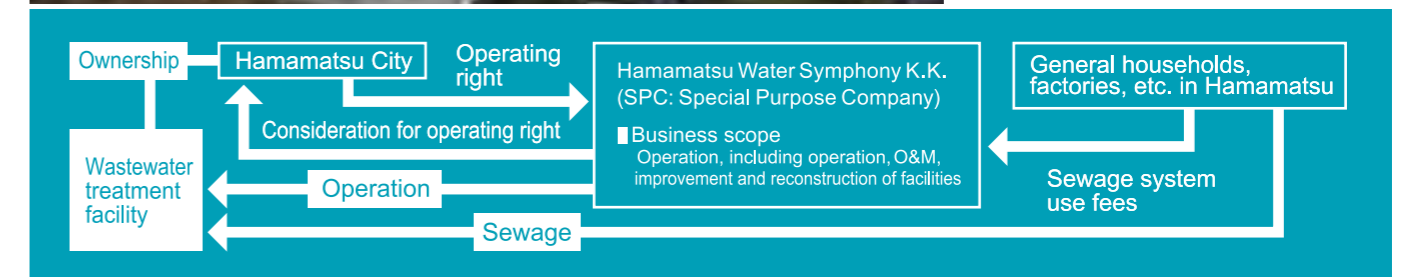 Ownership
Hamamatsu City
Operating
right
Consideration for operating right
Wastewater
treatment
facility
Operation
Sewage
Hamamatsu Water Symphony K.K.
(SPC: Special Purpose Company)
Business scope
Operation, including operation, O&M,
improvement and reconstruction of facilities
General households,
factories, etc. in Hamamatsu
Sewage system
use fees